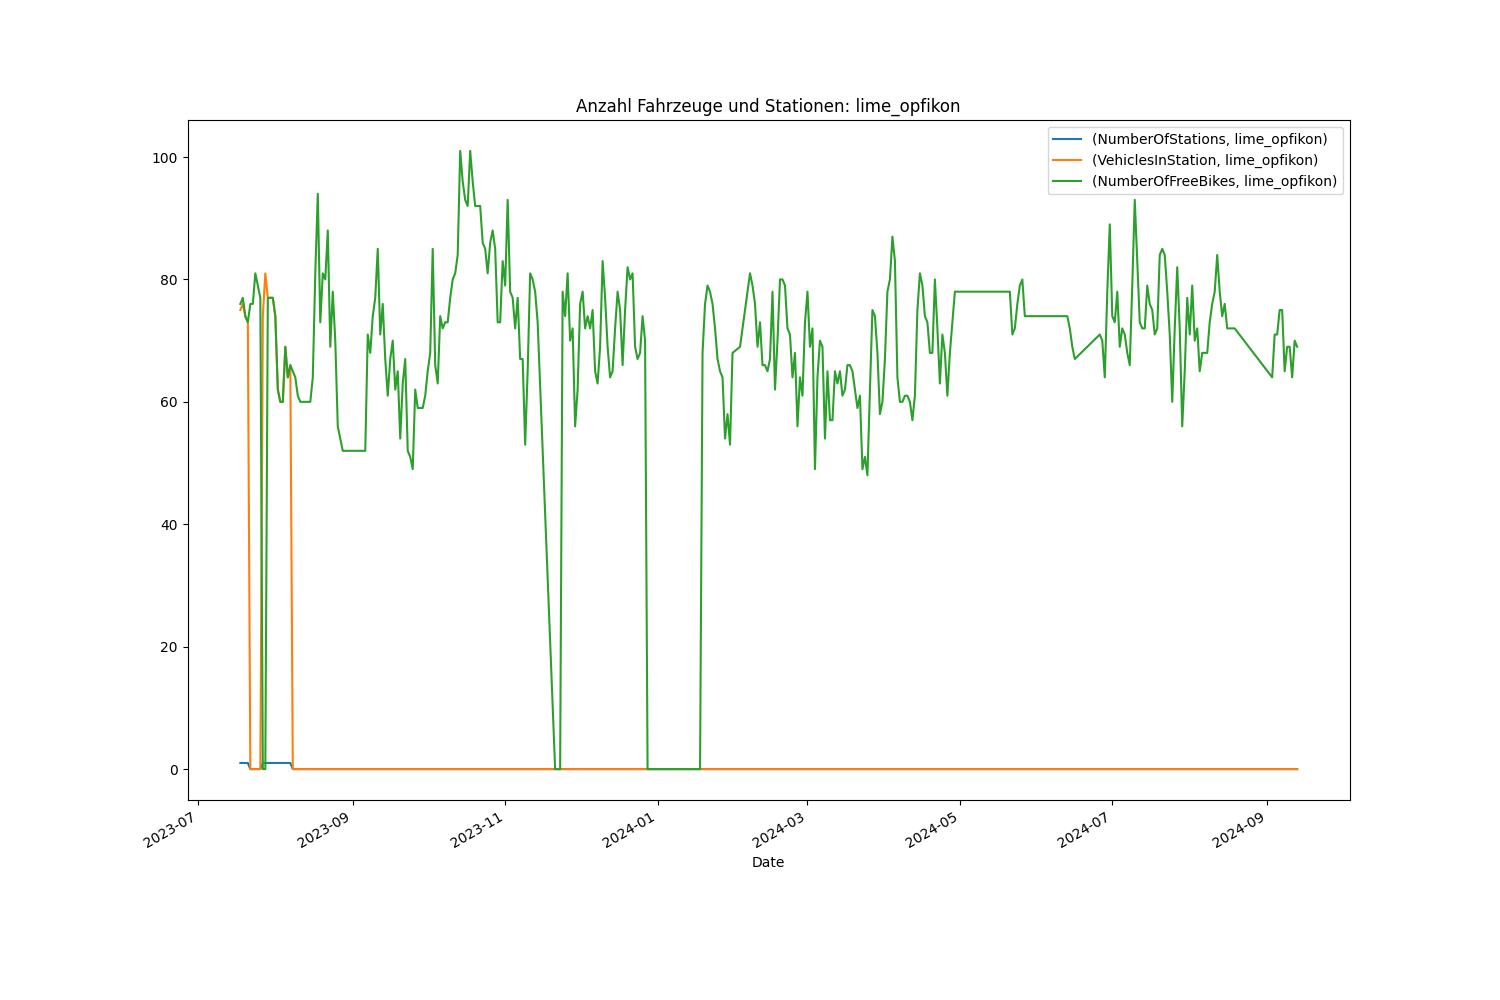 Anzahl Fahrzeuge und Stationen: lime_opfikon
(NumberOfStations, lime_opfikon)
(VehiclesInStation, lime_opfikon)
(NumberOfFreeBikes, lime_opfikon)
100
80
60
40
20
0
2023-07
2023-09
2023-11
2024-01
2024-03
2024-05
2024-07
2024-09
Date